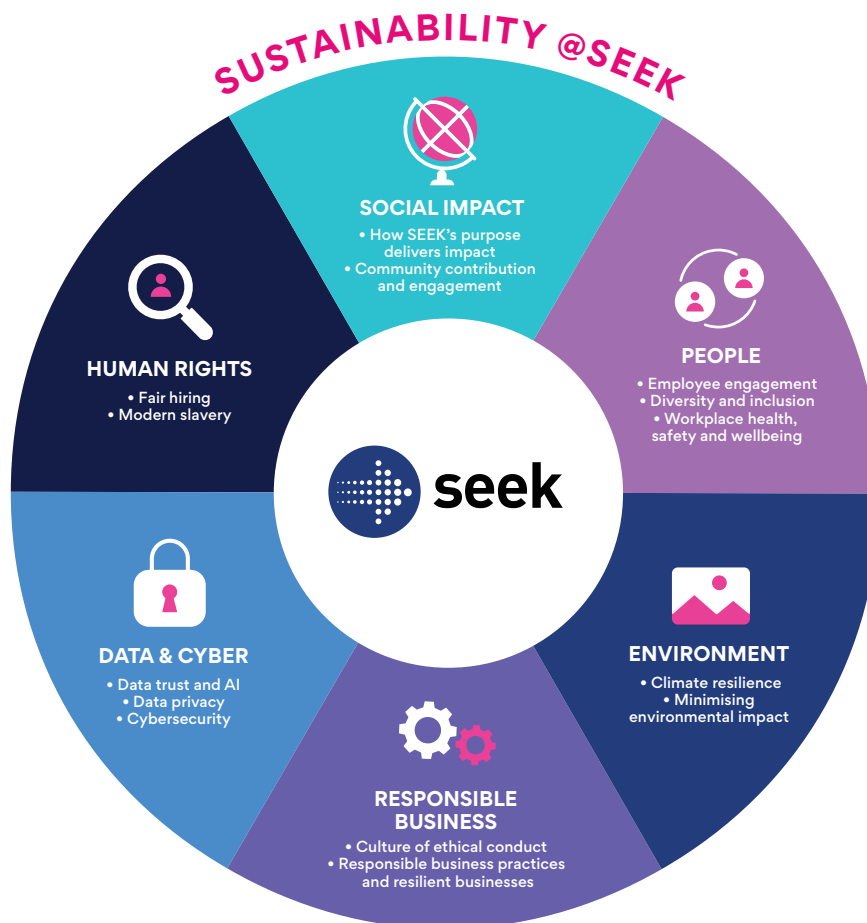 SUSTAINABILITY @SEEK
SOCIAL IMPACT
• How SEEK's purpose
delivers impact
• Community contribution
and engagement
PEOPLE
• Employee engagement
• Diversity and inclusion
• Workplace health,
safety and wellbeing
ENVIRONMENT
• Climate resilience
• Minimising
environmental impact
RESPONSIBLE
BUSINESS
• Culture of ethical conduct
• Responsible business practices
and resilient businesses
DATA & CYBER
• Data trust and AI
• Data privacy
• Cybersecurity
HUMAN RIGHTS
• Fair hiring
• Modern slavery
seek